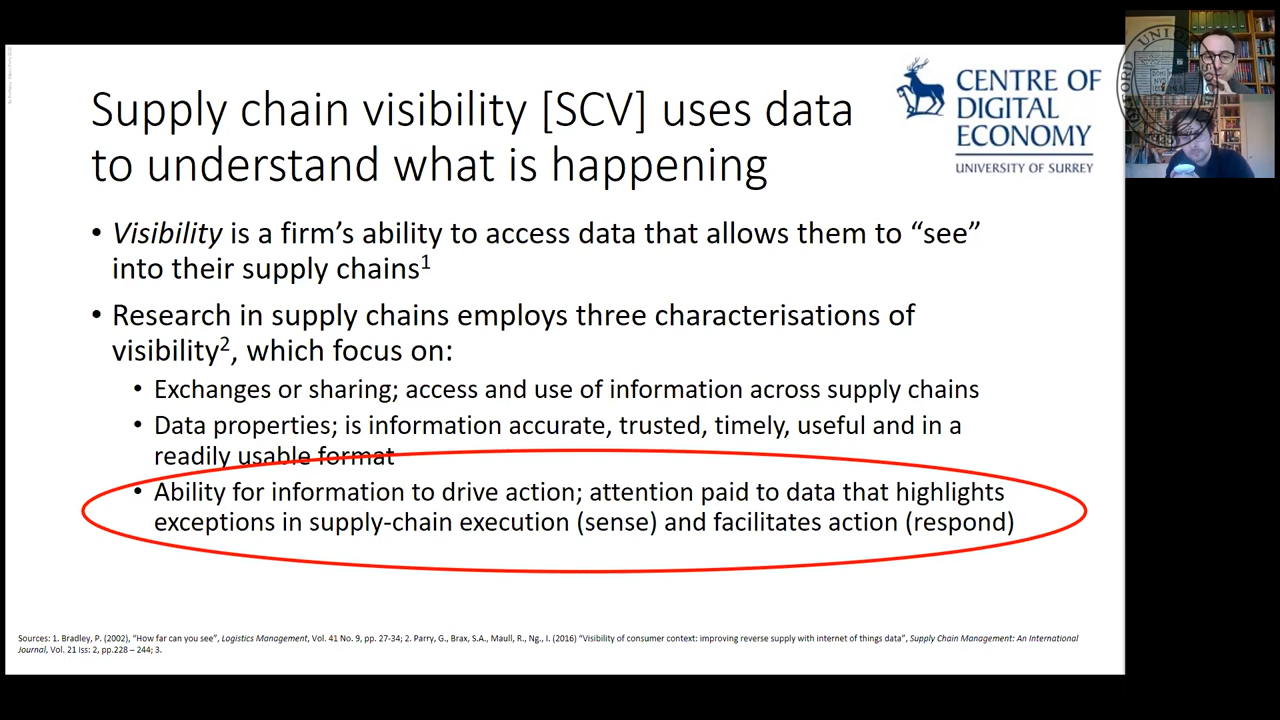 Supply chain visibility [SCV] uses data
to understand what is happening
CENTRE OF
DIGITAL
ECONOMY
UNIVERSITY OF SURREY
• Visibility is a firm’s ability to access data that allows them to “see”
into their supply chains1
• Research in supply chains employs three characterisations of
visibility2, which focus on:
• Exchanges or sharing; access and use of information across supply chains
• Data properties; is information accurate, trusted, timely, useful and in a
readily usable format
• Ability for information to drive action; attention paid to data that highlights
exceptions in supply-chain execution (sense) and facilitates action (respond)
Sources: 1. Bradley, P. (2002), “How far can you see”, Logistics Management, Vol. 41 No. 9, pp. 27-34; 2. Parry, G., Brax, S.A., Maull, R., Ng,, I. (2016) “Visibility of consumer context: improving reverse supply with internet of things data”, Supply Chain Management: An International
Journal, Vol. 21 Iss: 2, pp.228 – 244; 3.